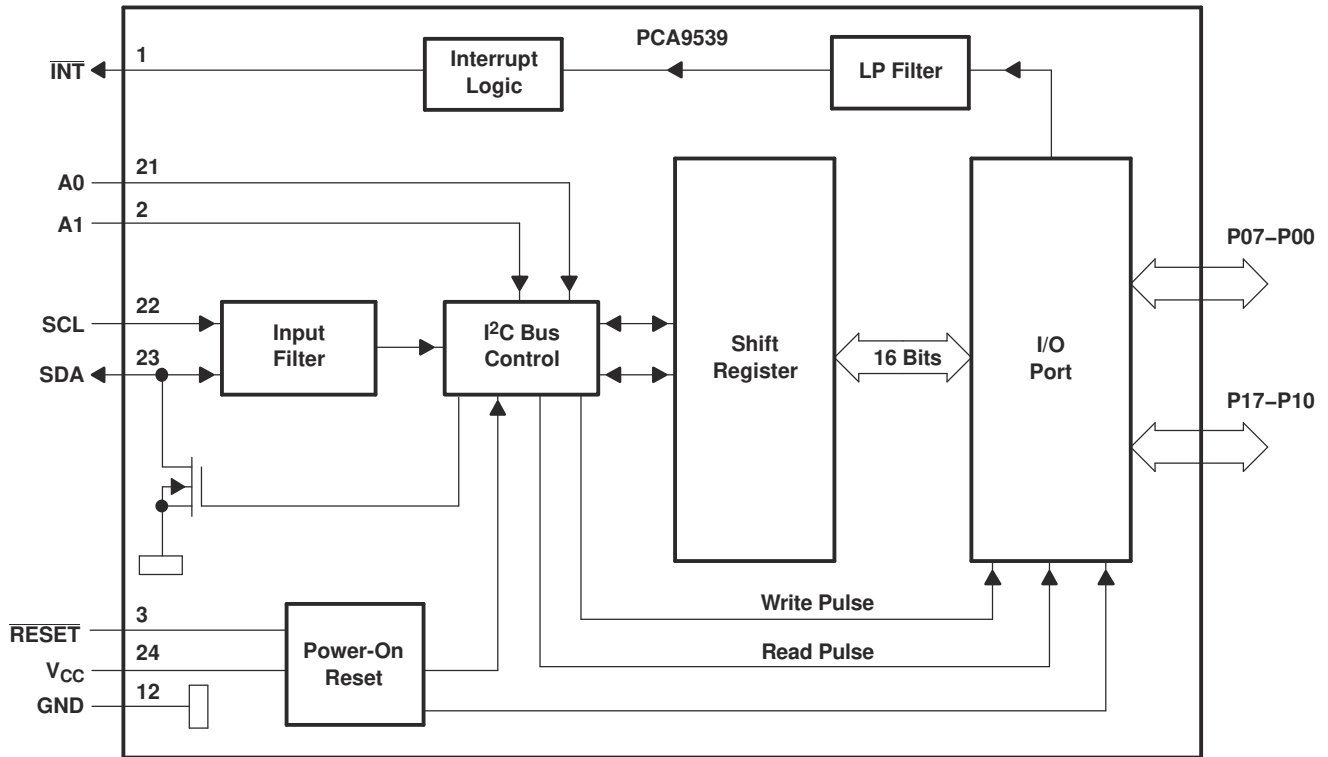 PCA9539
1
INT
Interrupt
Logic
LP Filter
21
A0
2
A1
P07–P00
22
SCL
Input
Filter
I²C Bus
Control
Shift
Register
16 Bits
I/O
Port
23
SDA
P17–P10
3
RESET
Write Pulse
Power-On
Reset
Read Pulse
24
VCC
12
GND